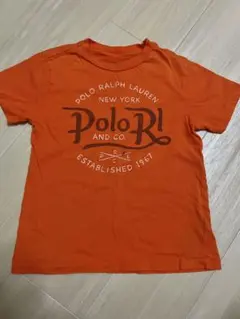 POLO RALPH LAUREN
NEW YORK
Polo Rl
AND CO.
ESTABLISHED 1967